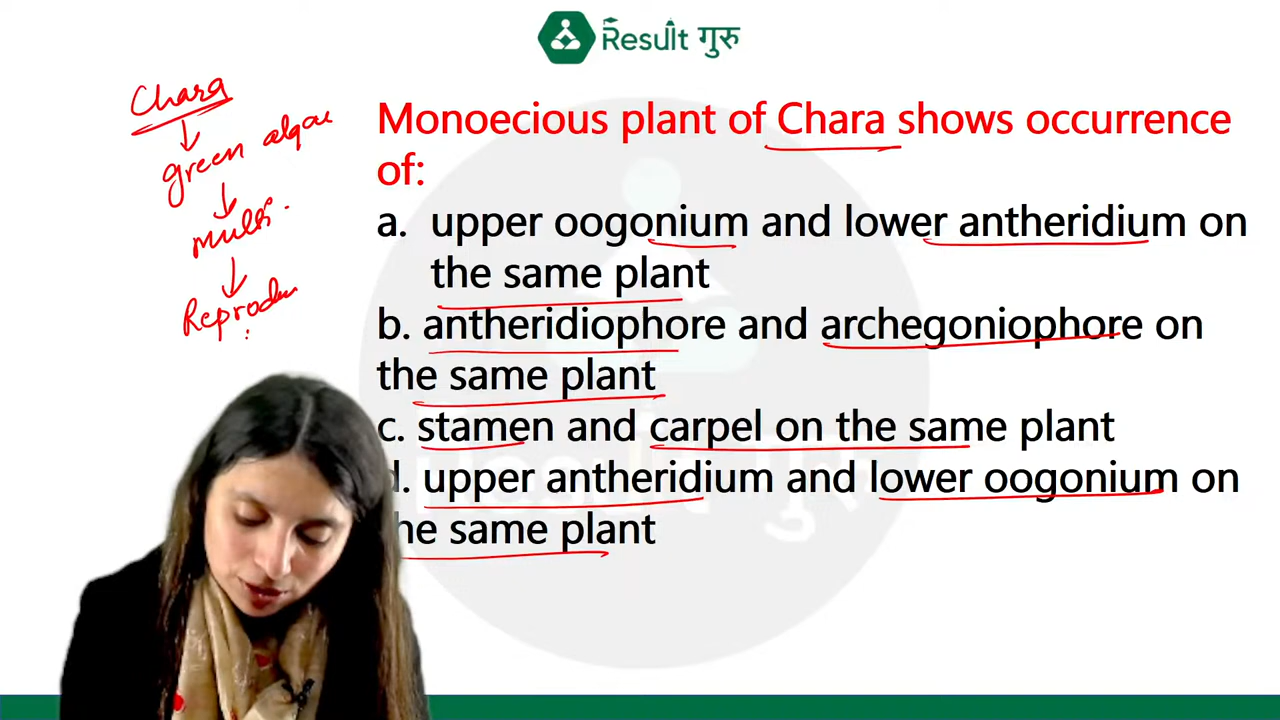 Result गुरु
Chara
green algae
multi.
Reprodu
Monoecious plant of Chara shows occurrence
of:
a. upper oogonium and lower antheridium on
the same plant
b. antheridiophore and archegoniophore on
the same plant
c. stamen and carpel on the same plant
d. upper antheridium and lower oogonium on
he same plant